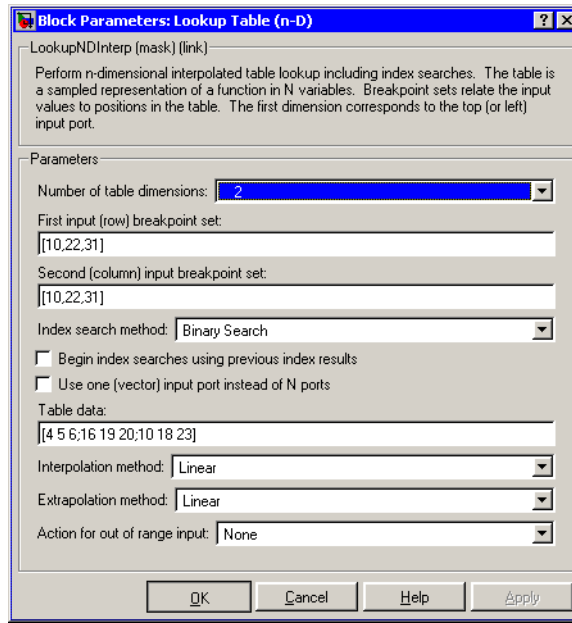 Block Parameters: Lookup Table (n-D)
LookupNDInterp (mask) (link)
Perform n-dimensional interpolated table lookup including index searches. The table is
a sampled representation of a function in N variables. Breakpoint sets relate the input
values to positions in the table. The first dimension corresponds to the top (or left)
input port.
Parameters
Number of table dimensions: 2
First input (row) breakpoint set:
[10,22,31]
Second (column) input breakpoint set:
[10,22,31]
Index search method: Binary Search
Begin index searches using previous index results
Use one (vector) input port instead of N ports
Table data:
[4 5 6;16 19 20;10 18 23]
Interpolation method: Linear
Extrapolation method: Linear
Action for out of range input: None
OK Cancel Help Apply